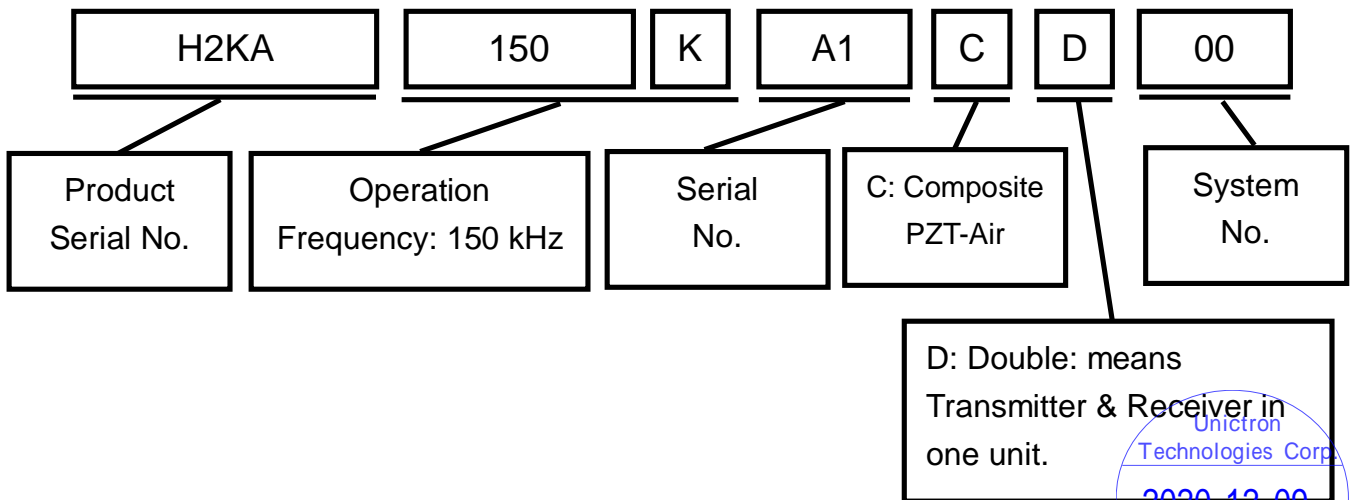 H2KA 150 K A1 C D 00
Product
Serial No.
Operation
Frequency: 150 kHz
Serial
No.
C: Composite
PZT-Air
System
No.
D: Double: means
Transmitter & Receiver in
one unit.
Unictron
Technologies Corp.